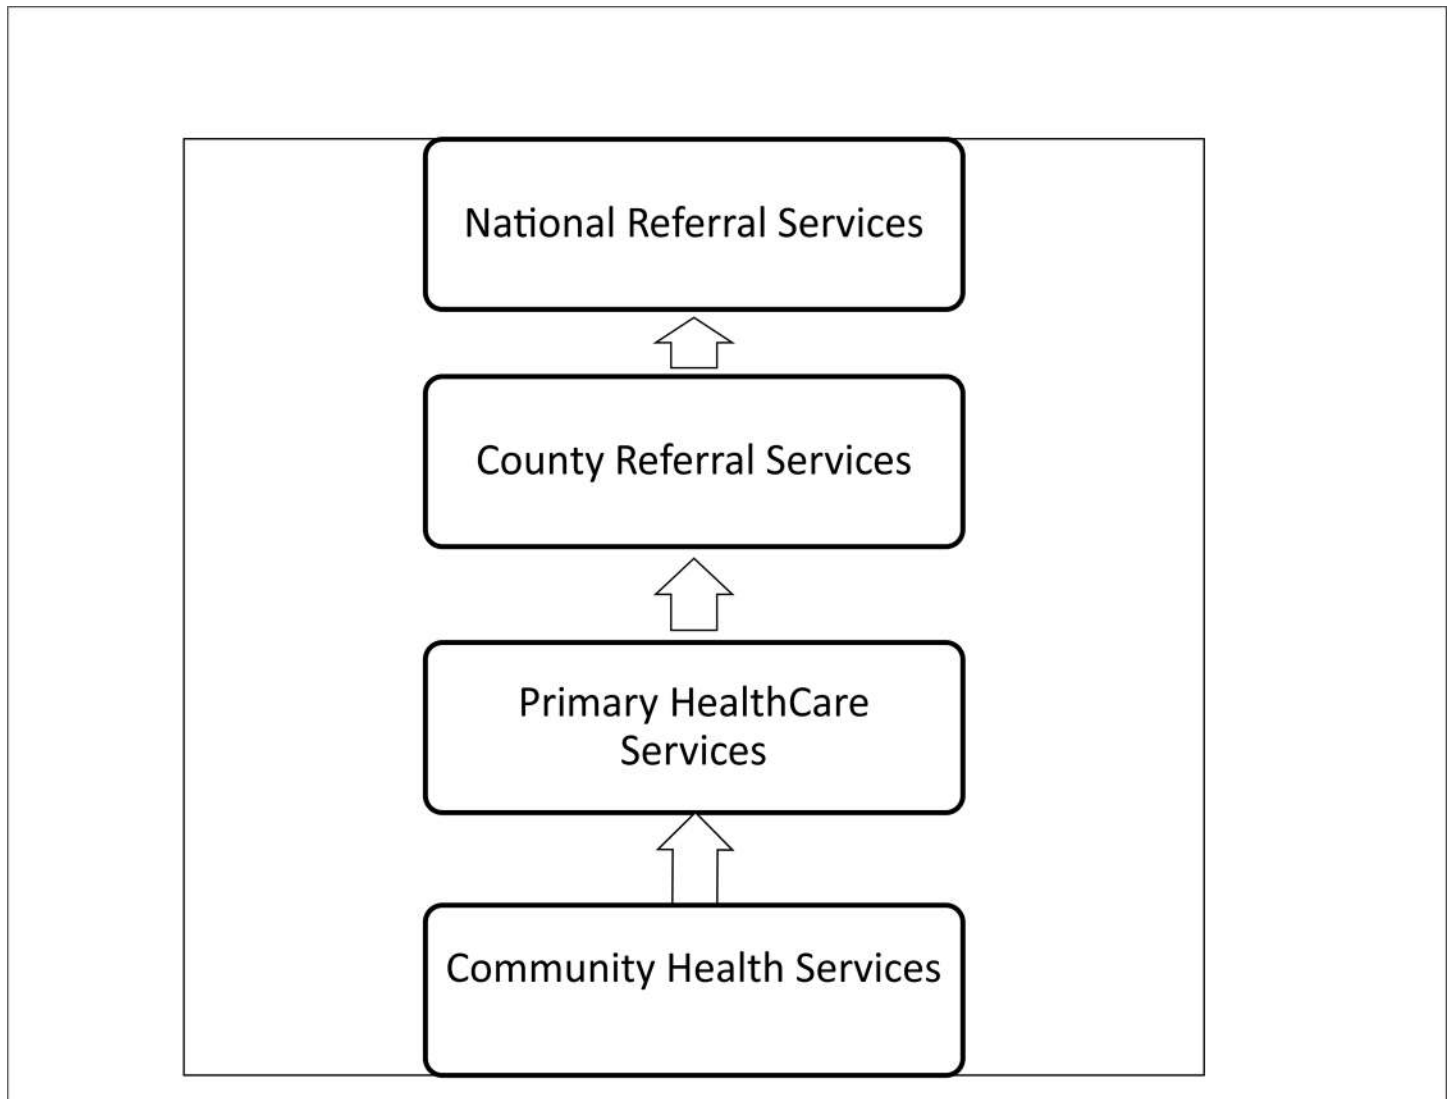 National Referral Services
County Referral Services
Primary HealthCare
Services
Community Health Services